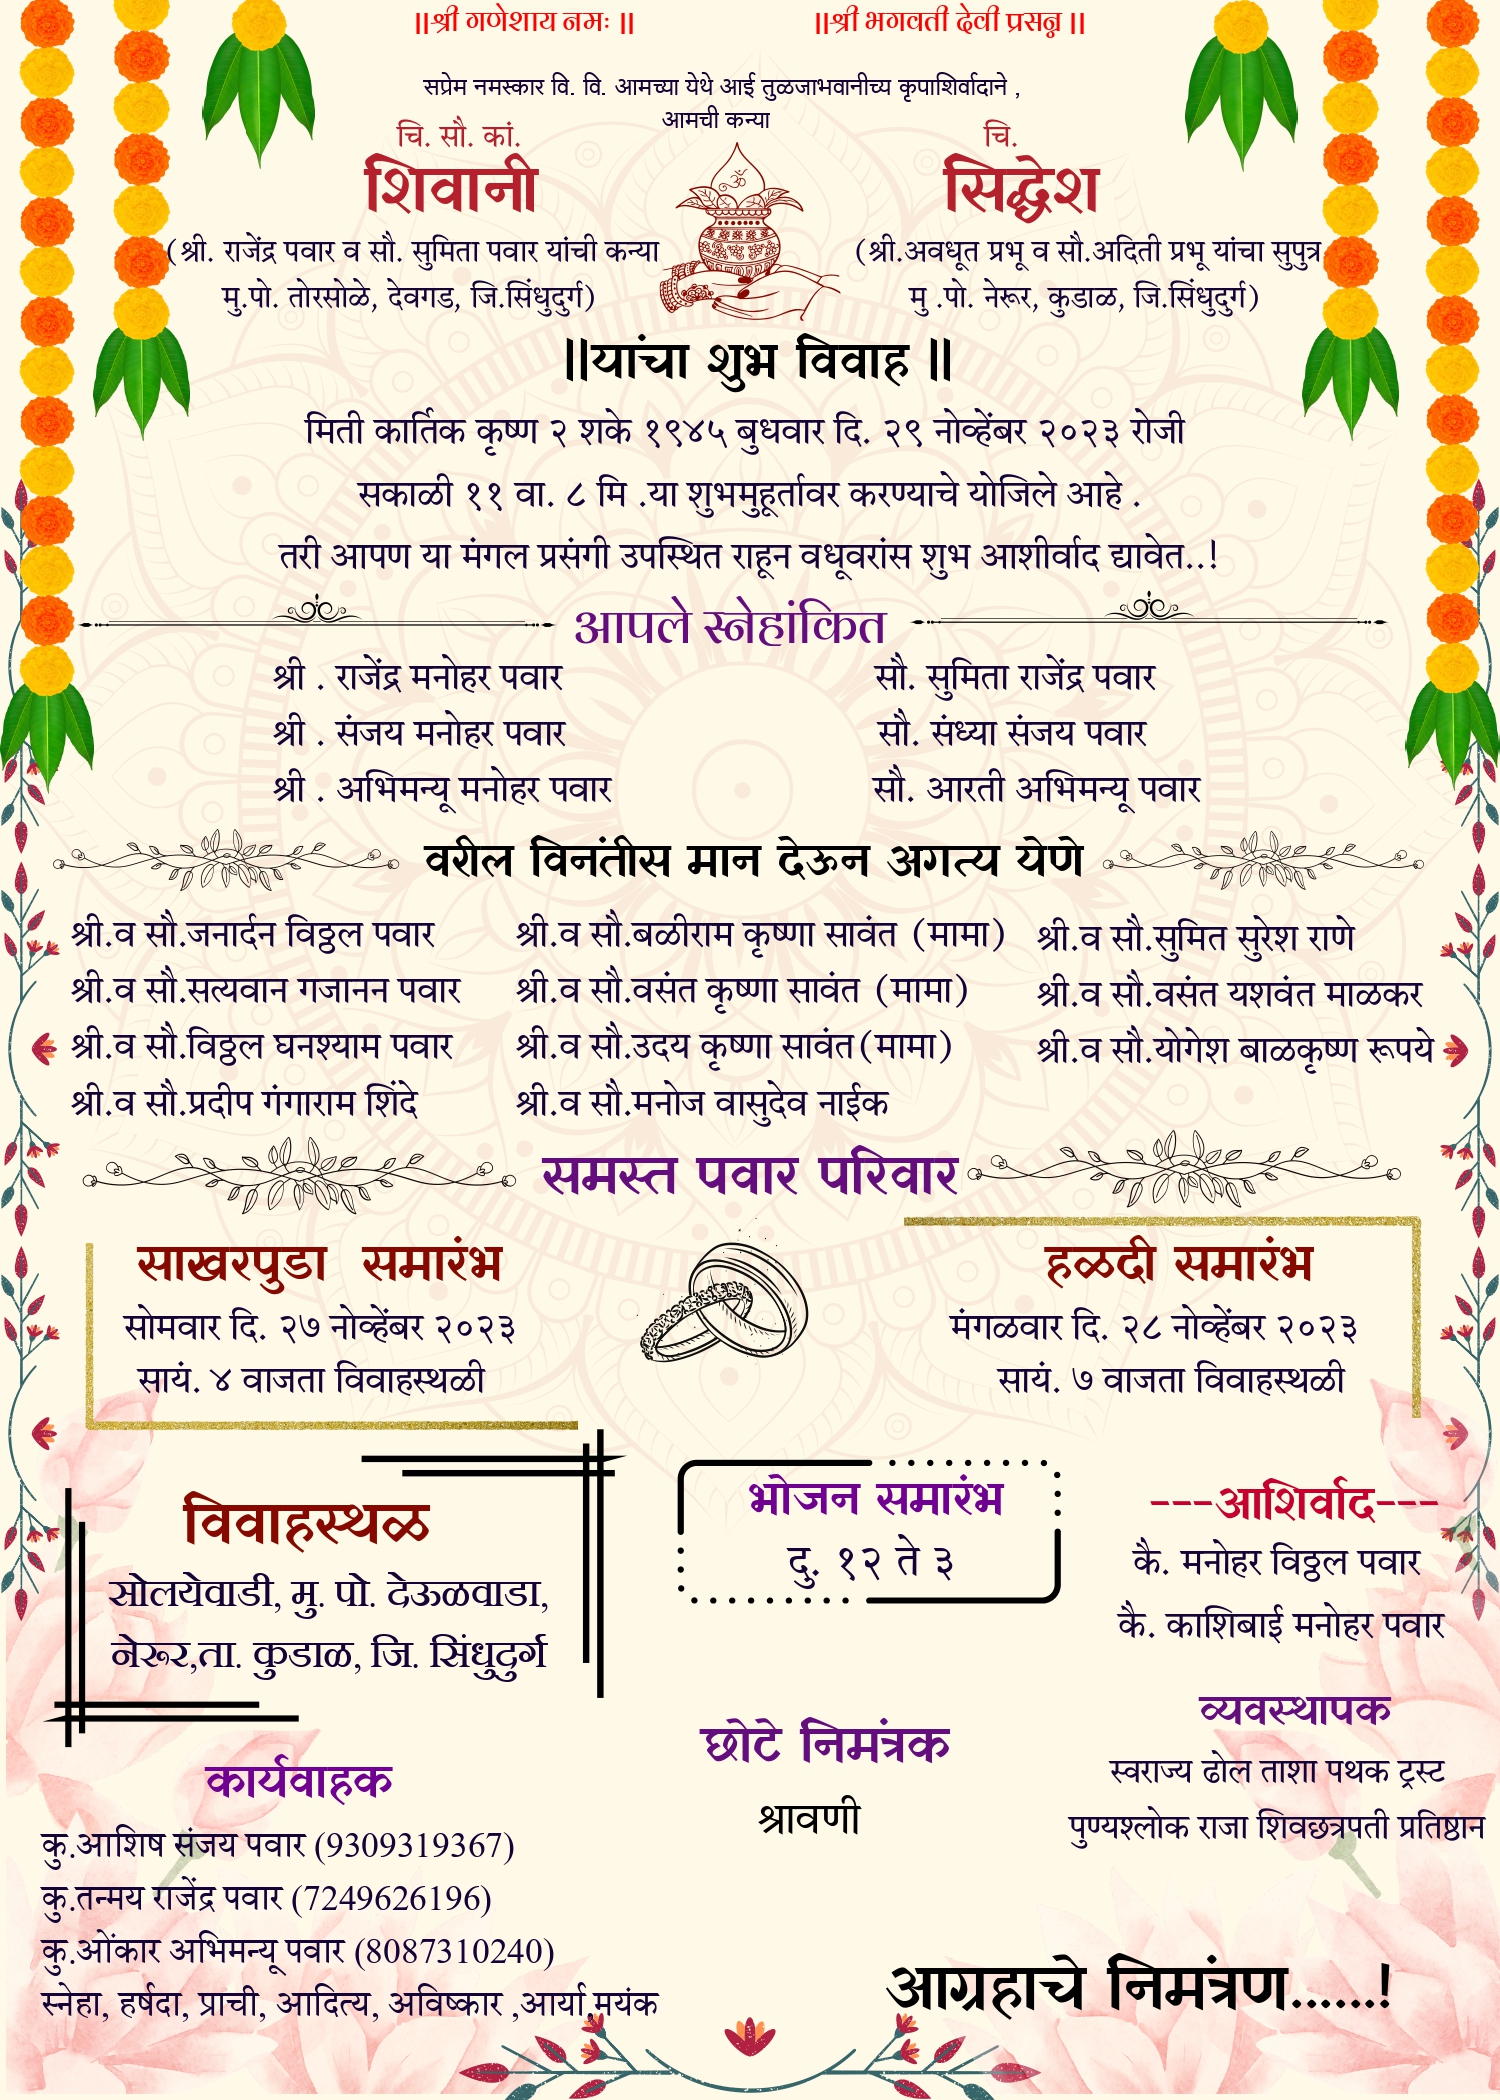 ||श्री गणेशाय नमः ||
||श्री भगवती देवी प्रसन्न ||
सप्रेम नमस्कार वि. वि. आमच्या येथे आई तुळजाभवानीच्य कृपाशिर्वादाने ,
आमची कन्या
चि. सौ. कां.
शिवानी
(श्री. राजेंद्र पवार व सौ. सुमिता पवार यांची कन्या
मु.पो. तोरसोळे, देवगड, जि.सिंधुदुर्ग)
चि.
सिद्धेश
(श्री.अवधूत प्रभू व सौ.अदिती प्रभू यांचा सुपुत्र
मु .पो. नेरूर, कुडाळ, जि.सिंधुदुर्ग)
||यांचा शुभ विवाह ||
मिती कार्तिक कृष्ण २ शके १९४५ बुधवार दि. २९ नोव्हेंबर २०२३ रोजी
सकाळी ११ वा. ८ मि .या शुभमुहूर्तावर करण्याचे योजिले आहे .
तरी आपण या मंगल प्रसंगी उपस्थित राहून वधूवरांस शुभ आशीर्वाद द्यावेत..!
आपले स्नेहांकित
श्री . राजेंद्र मनोहर पवार
सौ. सुमिता राजेंद्र पवार
श्री . संजय मनोहर पवार
सौ. संध्या संजय पवार
श्री . अभिमन्यू मनोहर पवार
सौ. आरती अभिमन्यू पवार
वरील विनंतीस मान देऊन अगत्य येणे
श्री.व सौ.जनार्दन विठ्ठल पवार
श्री.व सौ.सत्यवान गजानन पवार
श्री.व सौ.विठ्ठल घनश्याम पवार
श्री.व सौ.प्रदीप गंगाराम शिंदे
श्री.व सौ.बळीराम कृष्णा सावंत (मामा)
श्री.व सौ.वसंत कृष्णा सावंत (मामा)
श्री.व सौ.उदय कृष्णा सावंत(मामा)
श्री.व सौ.मनोज वासुदेव नाईक
श्री.व सौ.सुमित सुरेश राणे
श्री.व सौ.वसंत यशवंत माळकर
श्री.व सौ.योगेश बाळकृष्ण रूपये
समस्त पवार परिवार
साखरपुडा समारंभ
सोमवार दि. २७ नोव्हेंबर २०२३
सायं. ४ वाजता विवाहस्थळी
हळदी समारंभ
मंगळवार दि. २८ नोव्हेंबर २०२३
सायं. ७ वाजता विवाहस्थळी
विवाहस्थळ
सोलयेवाडी, मु. पो. देऊळवाडा,
नेरूर,ता. कुडाळ, जि. सिंधुदुर्ग
भोजन समारंभ
दु. १२ ते ३
---आशिर्वाद---
कै. मनोहर विठ्ठल पवार
कै. काशिबाई मनोहर पवार
व्यवस्थापक
स्वराज्य ढोल ताशा पथक ट्रस्ट
पुण्यश्लोक राजा शिवछत्रपती प्रतिष्ठान
छोटे निमंत्रक
श्रावणी
कार्यवाहक
कु.आशिष संजय पवार (9309319367)
कु.तन्मय राजेंद्र पवार (7249626196)
कु.ओंकार अभिमन्यू पवार (8087310240)
स्नेहा, हर्षदा, प्राची, आदित्य, अविष्कार ,आर्या,मयंक
आग्रहाचे निमंत्रण......!